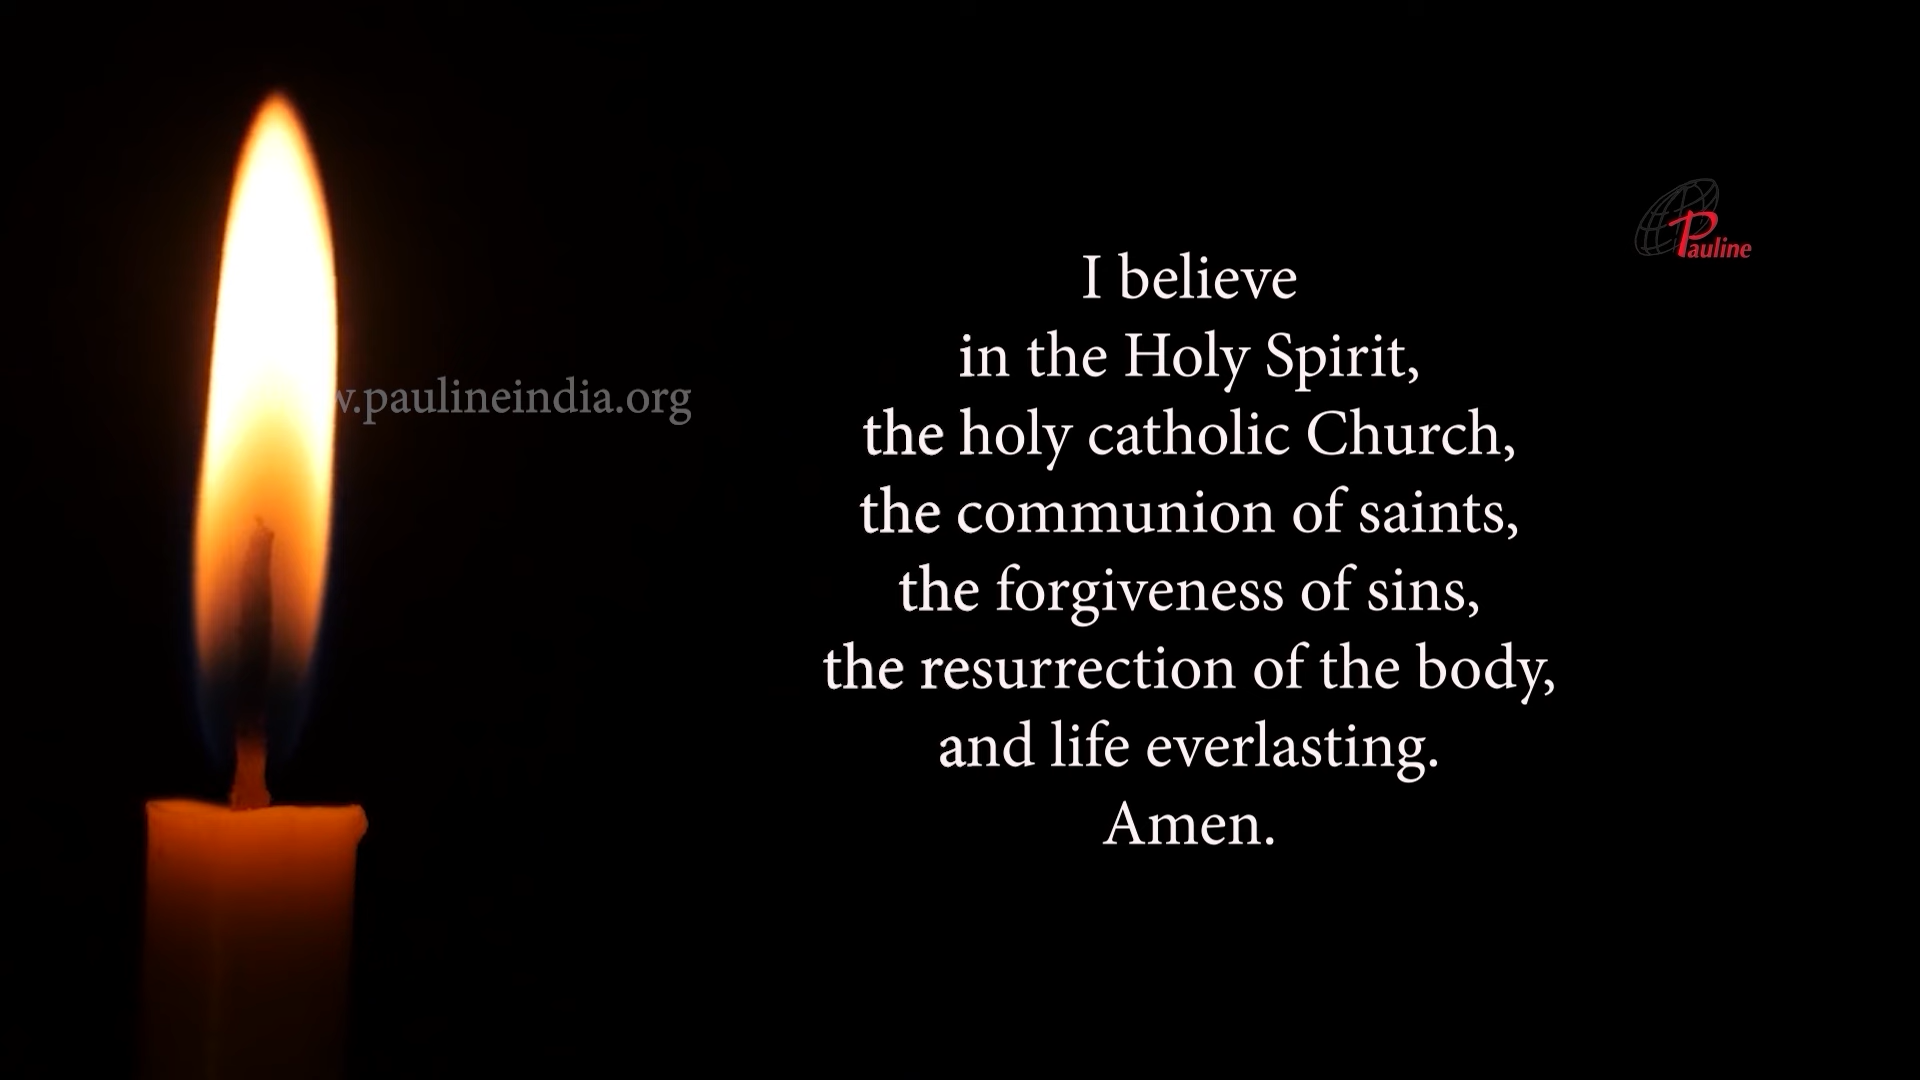 w.paulineindia.org
Pauline
I believe
in the Holy Spirit,
the holy catholic Church,
the communion of saints,
the forgiveness of sins,
the resurrection of the body,
and life everlasting.
Amen.